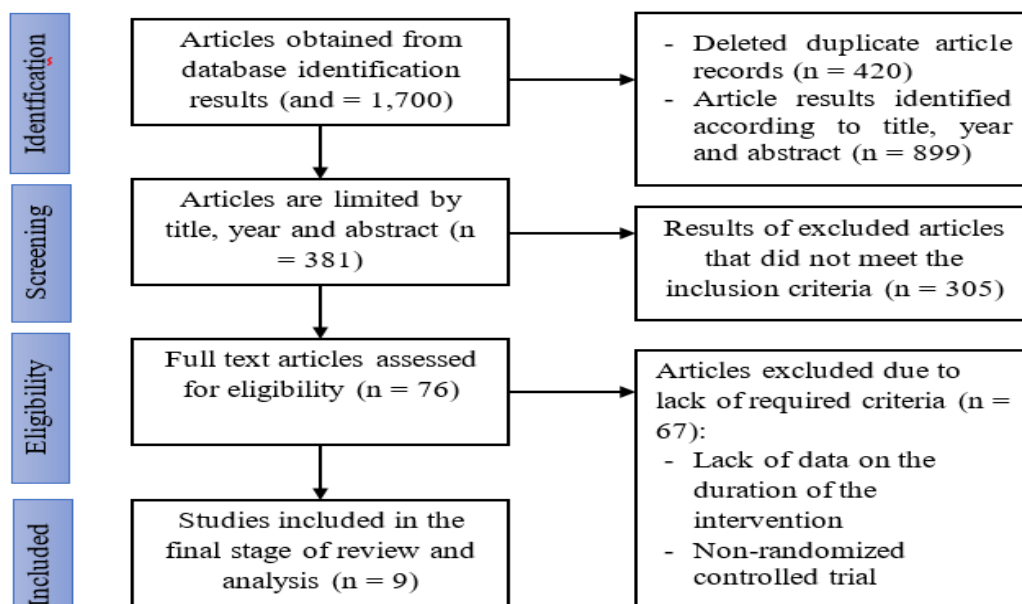 Identfication
Articles obtained from
database identification
results (and = 1,700)
- Deleted duplicate article
records (n = 420)
- Article results identified
according to title, year
and abstract (n = 899)
Screening
Articles are limited by
title, year and abstract (n
= 381)
Results of excluded articles
that did not meet the
inclusion criteria (n = 305)
Eligibility
Full text articles assessed
for eligibility (n = 76)
Articles excluded due to
lack of required criteria (n =
67):
- Lack of data on the
duration of the
intervention
- Non-randomized
controlled trial
Included
Studies included in the
final stage of review and
analysis (n = 9)